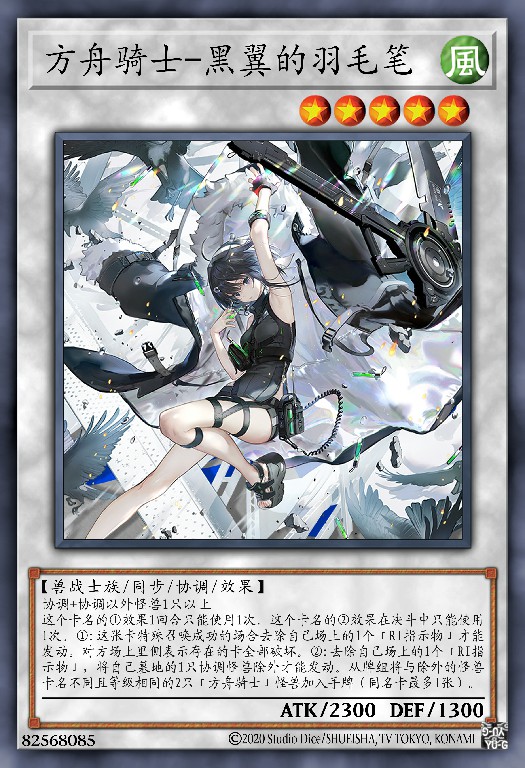 方舟骑士-黑翼的羽毛笔
風
【兽战士族/同步/协调/效果】
协调+协调以外怪兽1只以上
这个卡名的①效果1回合只能使用1次,这个卡名的②效果在决斗中只能使用
1次。①:这张卡特殊召唤成功的场合去除自己场上的1个「RI指示物」才能
发动。对方场上里侧表示存在的卡全部破坏。②:去除自己场上的1个「RI指
示物」,将自己墓地的1只协调怪兽除外才能发动。从牌组将与除外的怪兽
卡名不同且等级相同的2只「方舟骑士」怪兽加入手牌(同名卡最多1张)。
ATK/2300 DEF/1300
82568085
©2020 Studio Dice/SHUEISHA, TV TOKYO, KONAMI